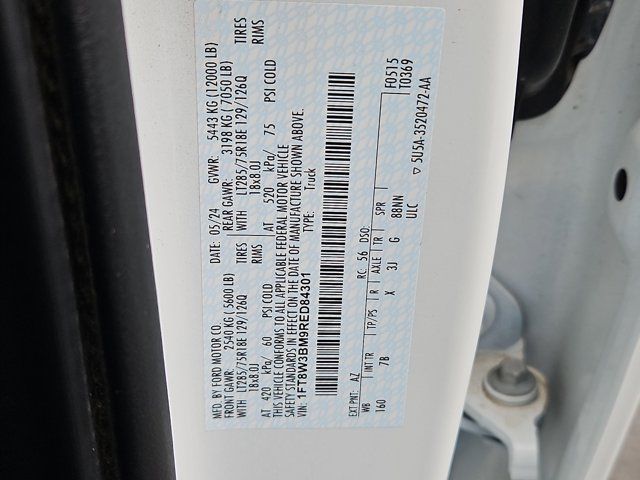 MFD. BY FORD MOTOR CO.
DATE: 05/24 GVWR: 5443 KG (12000 LB)
FRONT GAWR: 2540 KG (5600 LB) REAR GAWR: 3198 KG (7050 LB)
WITH LT285/75R18E 129/126Q TIRES WITH LT285/75R18E 129/126Q TIRES
18x8.0J RIMS 18x8.0J RIMS
AT 420 kPa/ 60 PSI COLD AT 520 kPa/ 75 PSI COLD
THIS VEHICLE CONFORMS TO ALL APPLICABLE FEDERAL MOTOR VEHICLE
SAFETY STANDARDS IN EFFECT ON THE DATE OF MANUFACTURE SHOWN ABOVE.
VIN: 1FT8W3BM9RED84301 TYPE: Truck
F0515
T0369
EXT PNT: AZ RC: 56 DSO:
WB INT TR TP/PS R AXLE TR SPR
160 7B X 3J G 8BNN
ULC
▽ 5U5A-3520472-AA